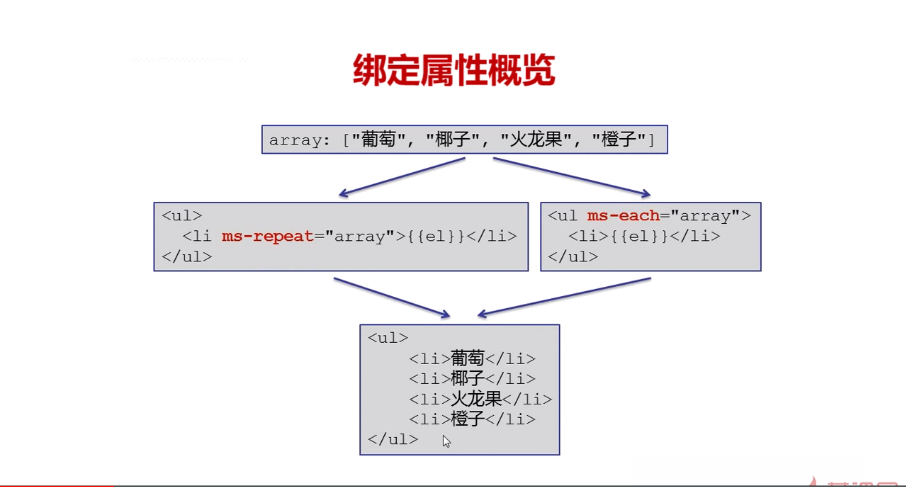 绑定属性概览
array: ["葡萄", "椰子", "火龙果", "橙子"]
<ul>
<li ms-repeat="array">{{el}}</li>
</ul>
<ul ms-each="array">
<li>{{el}}</li>
</ul>
<ul>
<li>葡萄</li>
<li>椰子</li>
<li>火龙果</li>
<li>橙子</li>
</ul>